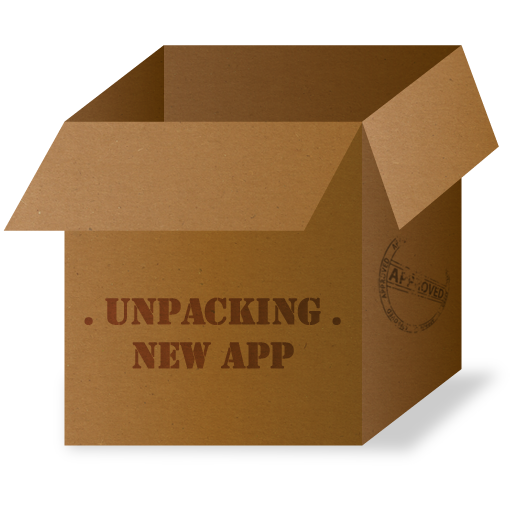 . UNPACKING .
NEW APP
APPROVED